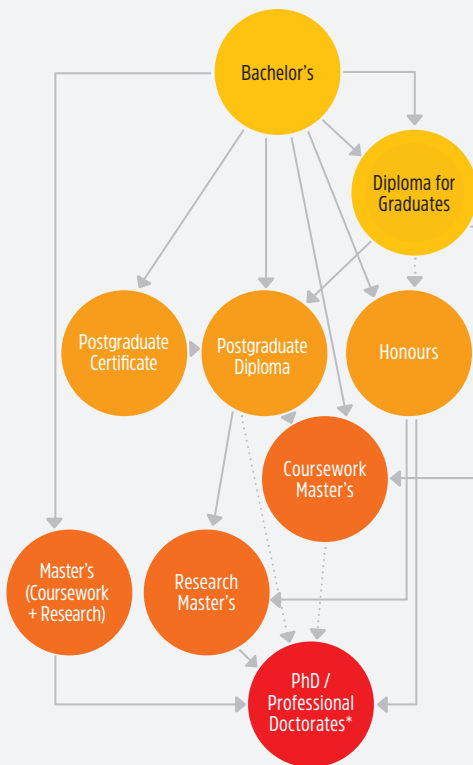 Bachelor's
Diploma for
Graduates
Postgraduate
Certificate
Postgraduate
Diploma
Honours
Coursework
Master's
Master's
(Coursework
+ Research)
Research
Master's
PhD /
Professional
Doctorates*